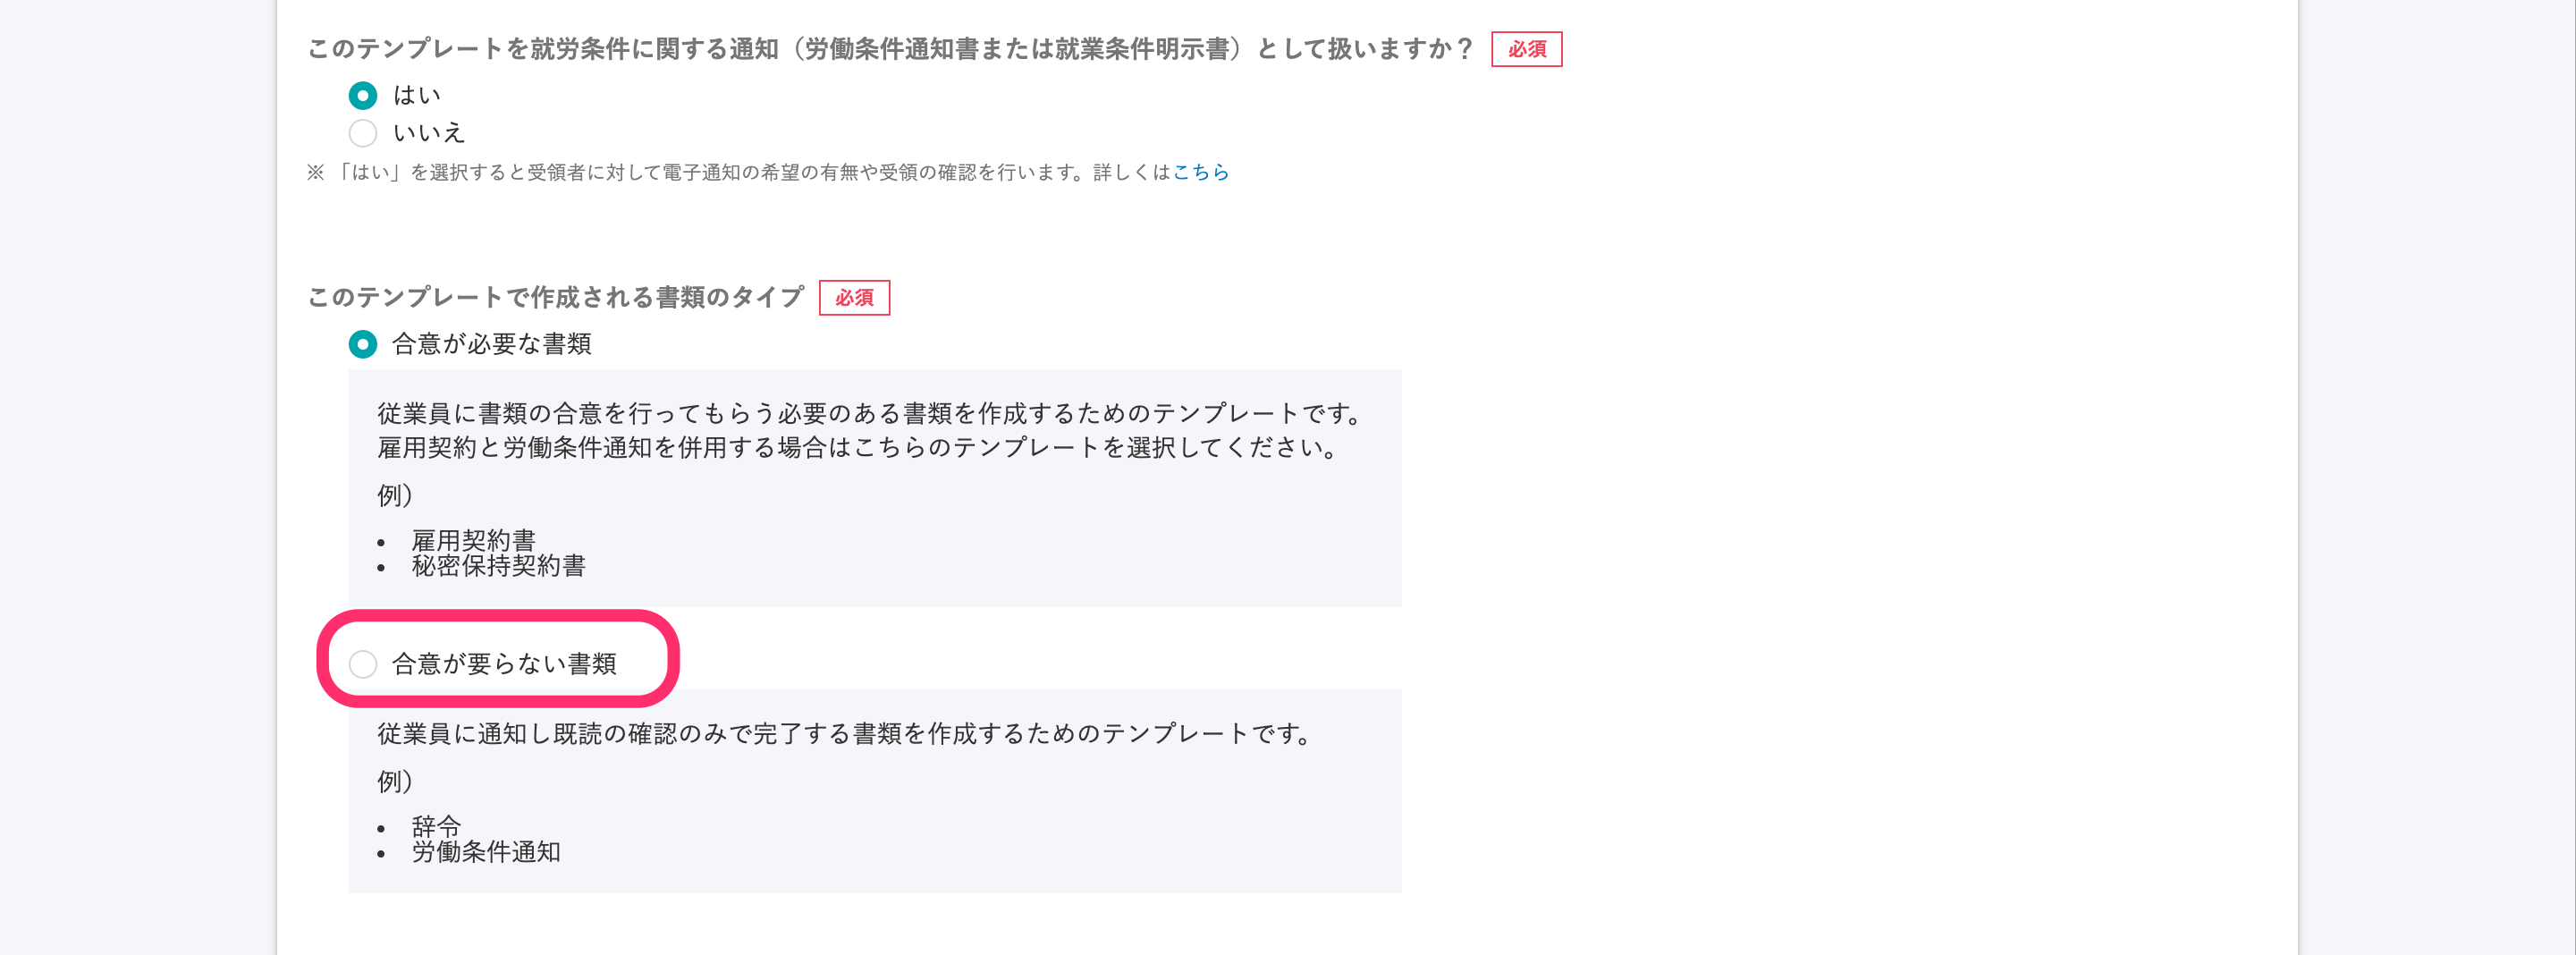 このテンプレートを就労条件に関する通知（労働条件通知書または就業条件明示書）として扱いますか？ 必須
はい
いいえ
※ 「はい」を選択すると受領者に対して電子通知の希望の有無や受領の確認を行います。詳しくはこちら
このテンプレートで作成される書類のタイプ 必須
合意が必要な書類
従業員に書類の合意を行ってもらう必要のある書類を作成するためのテンプレートです。
雇用契約と労働条件通知を併用する場合はこちらのテンプレートを選択してください。
例）
• 雇用契約書
• 秘密保持契約書
合意が要らない書類
従業員に通知し既読の確認のみで完了する書類を作成するためのテンプレートです。
例）
• 辞令
• 労働条件通知